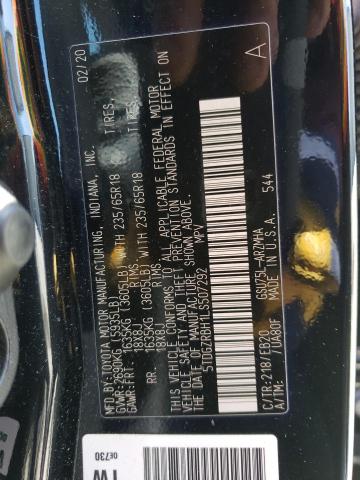 MFD. BY: TOYOTA MOTOR MANUFACTURING, INDIANA, INC. 02/20
GVWR: 2690KG (5935LB)
GAWR: FRT. 1635KG (3605LB) WITH 235/65R18 TIRES.
18X8J RIMS
RR. 1635KG (3605LB) WITH 235/65R18 TIRES.
18X8J RIMS
THIS VEHICLE CONFORMS TO ALL APPLICABLE FEDERAL MOTOR
VEHICLE SAFETY AND THEFT PREVENTION STANDARDS IN EFFECT ON
THE DATE OF MANUFACTURE SHOWN ABOVE.
5TDGZRBH1LS507292 MPV
A
C/TR: 218/EB20 GSU75L-ARZMHA
A/TM: - /UA80F MADE IN U.S.A. 544
0E730